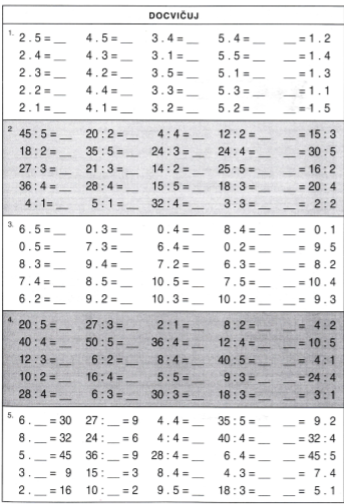 DOCVIČUJ
1. 2 . 5 = __ 4 . 5 = __ 3 . 4 = __ 5 . 4 = __ __ = 1 . 2
2 . 4 = __ 4 . 3 = __ 3 . 1 = __ 5 . 5 = __ __ = 1 . 4
2 . 3 = __ 4 . 2 = __ 3 . 5 = __ 5 . 1 = __ __ = 1 . 3
2 . 2 = __ 4 . 4 = __ 3 . 3 = __ 5 . 3 = __ __ = 1 . 1
2 . 1 = __ 4 . 1 = __ 3 . 2 = __ 5 . 2 = __ __ = 1 . 5
2. 45 : 5 = __ 20 : 2 = __ 4 : 4 = __ 12 : 2 = __ __ = 15 : 3
18 : 2 = __ 35 : 5 = __ 24 : 3 = __ 24 : 4 = __ __ = 30 : 5
27 : 3 = __ 21 : 3 = __ 14 : 2 = __ 25 : 5 = __ __ = 16 : 2
36 : 4 = __ 28 : 4 = __ 15 : 5 = __ 18 : 3 = __ __ = 20 : 4
4 : 1= __ 5 : 1 = __ 32 : 4 = __ 3 : 3 = __ __ = 2 : 2
3. 6 . 5 = __ 0 . 3 = __ 0 . 4 = __ 8 . 4 = __ __ = 0 . 1
0 . 5 = __ 7 . 3 = __ 6 . 4 = __ 0 . 2 = __ __ = 9 . 5
8 . 3 = __ 9 . 4 = __ 7 . 2 = __ 6 . 3 = __ __ = 8 . 2
7 . 4 = __ 8 . 5 = __ 10 . 5 = __ 7 . 5 = __ __ = 10 . 4
6 . 2 = __ 9 . 2 = __ 10 . 3 = __ 10 . 2 = __ __ = 9 . 3
4. 20 : 5 = __ 27 : 3 = __ 2 : 1 = __ 8 : 2 = __ __ = 4 : 2
40 : 4 = __ 50 : 5 = __ 36 : 4 = __ 12 : 4 = __ __ = 10 : 5
12 : 3 = __ 6 : 2 = __ 8 : 4 = __ 40 : 5 = __ __ = 4 : 1
10 : 2 = __ 16 : 4 = __ 5 : 5 = __ 9 : 3 = __ __ = 24 : 4
28 : 4 = __ 6 : 3 = __ 30 : 3 = __ 18 : 3 = __ __ = 3 : 1
5. 6 . __ = 30 27 : __ = 9 4 . 4 = __ 35 : 5 = __ __ = 9 . 2
8 . __ = 32 24 : __ = 6 4 : 4 = __ 40 : 4 = __ __ = 32 : 4
5 . __ = 45 36 : __ = 9 28 : 4 = __ 6 . 4 = __ __ = 45 : 5
3 . __ = 9 15 : __ = 3 8 . 4 = __ 4 . 3 = __ __ = 7 . 4
2 . __ = 16 10 : __ = 2 9 . 5 = __ 18 : 3 = __ __ = 5 . 1